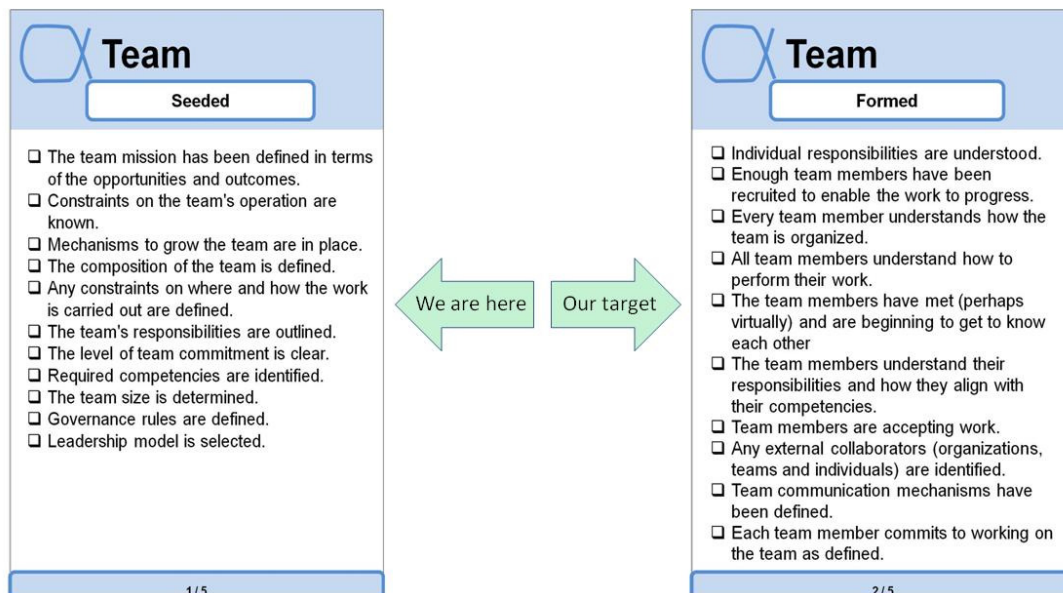 Team
Seeded
❑ The team mission has been defined in terms
of the opportunities and outcomes.
❑ Constraints on the team's operation are
known.
❑ Mechanisms to grow the team are in place.
❑ The composition of the team is defined.
❑ Any constraints on where and how the work
is carried out are defined.
❑ The team's responsibilities are outlined.
❑ The level of team commitment is clear.
❑ Required competencies are identified.
❑ The team size is determined.
❑ Governance rules are defined.
❑ Leadership model is selected.
1 / 5
We are here
Our target
Team
Formed
❑ Individual responsibilities are understood.
❑ Enough team members have been
recruited to enable the work to progress.
❑ Every team member understands how the
team is organized.
❑ All team members understand how to
perform their work.
❑ The team members have met (perhaps
virtually) and are beginning to get to know
each other
❑ The team members understand their
responsibilities and how they align with
their competencies.
❑ Team members are accepting work.
❑ Any external collaborators (organizations,
teams and individuals) are identified.
❑ Team communication mechanisms have
been defined.
❑ Each team member commits to working on
the team as defined.
2 / 5